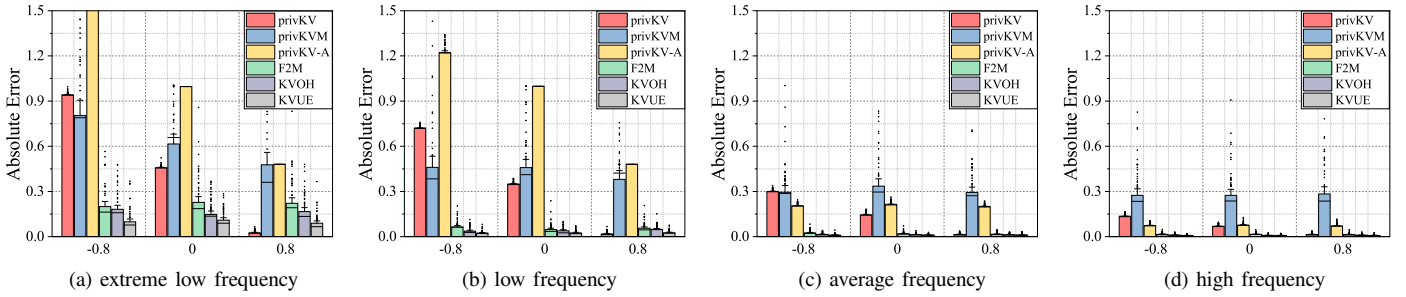 Absolute Error
1.5
1.2
0.9
0.6
0.3
0.0
privKV
privKVM
privKV-A
F2M
KVOH
KVUE
-0.8 0 0.8
(a) extreme low frequency
Absolute Error
1.5
1.2
0.9
0.6
0.3
0.0
privKV
privKVM
privKV-A
F2M
KVOH
KVUE
-0.8 0 0.8
(b) low frequency
Absolute Error
1.5
1.2
0.9
0.6
0.3
0.0
privKV
privKVM
privKV-A
F2M
KVOH
KVUE
-0.8 0 0.8
(c) average frequency
Absolute Error
1.5
1.2
0.9
0.6
0.3
0.0
privKV
privKVM
privKV-A
F2M
KVOH
KVUE
-0.8 0 0.8
(d) high frequency